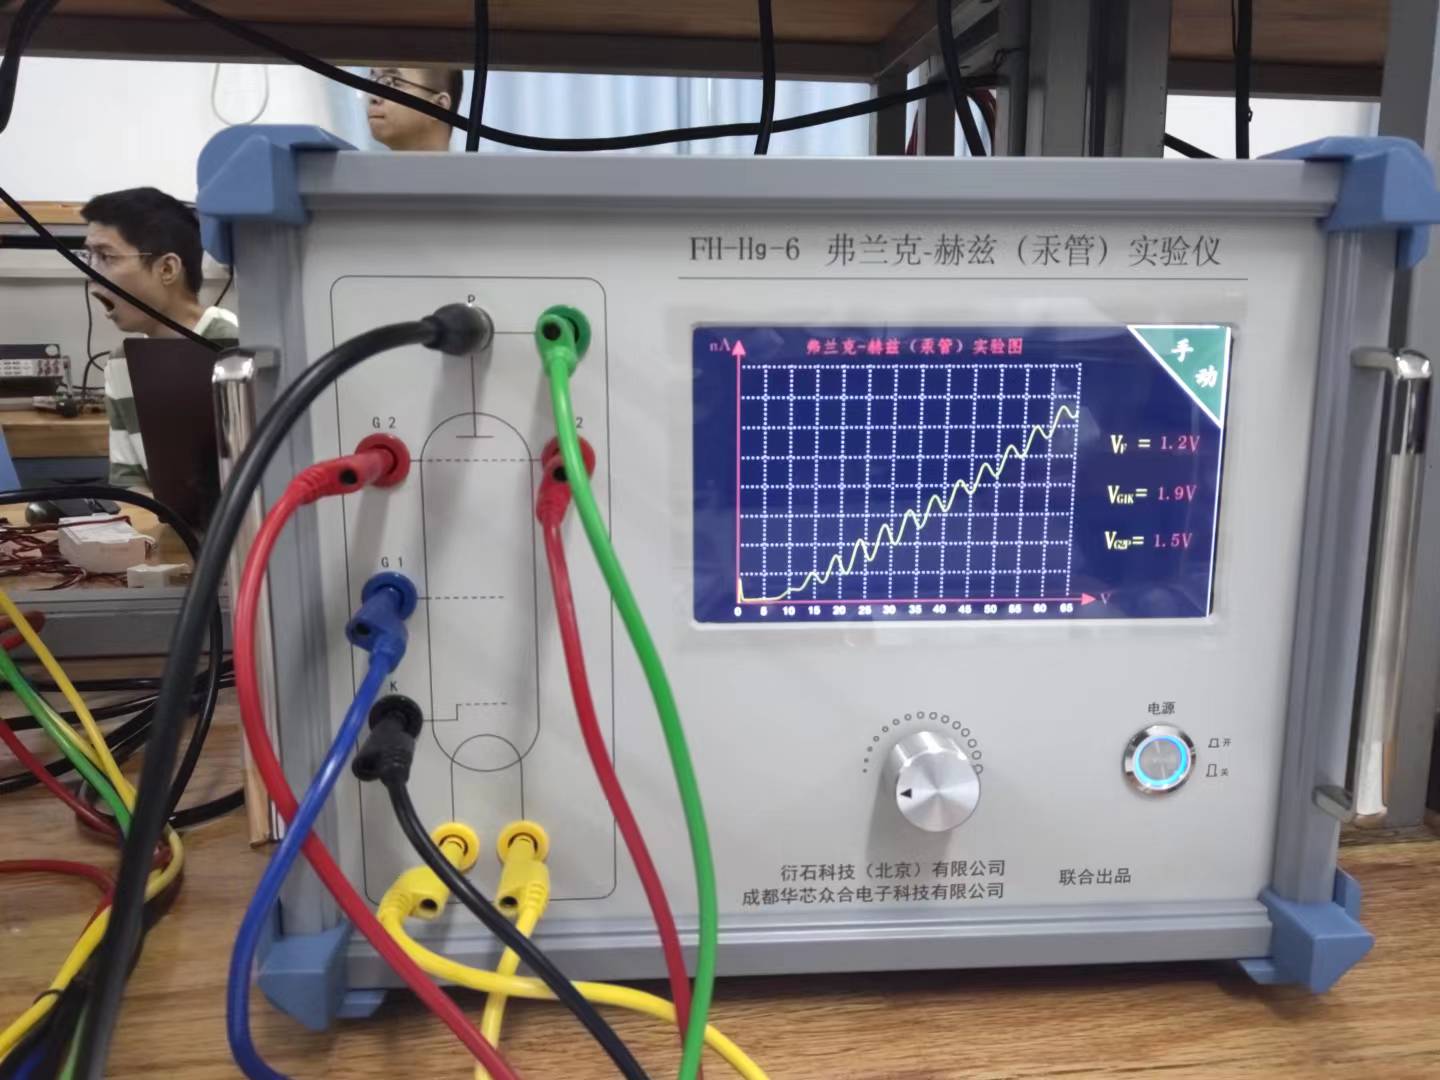 FH-Hg-6 弗兰克-赫兹（汞管）实验仪
P
G 2
2
G 1
K
nA
弗兰克-赫兹（汞管）实验图
手动
V_F = 1.2V
V_G1K= 1.9V
V_G2P= 1.5V
0 5 10 15 20 25 30 35 40 45 50 55 60 65
V
电源
开
关
衍石科技（北京）有限公司
成都华芯众合电子科技有限公司
联合出品